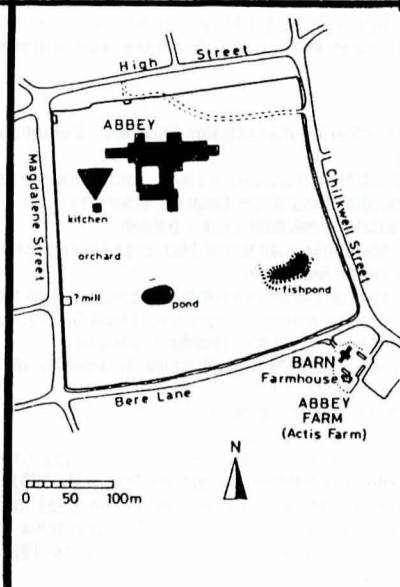 High Street
ABBEY
Magdalene Street
Chilkwell Street
kitchen
orchard
fishpond
? mill
pond
BARN
Farmhouse
ABBEY
FARM
(Actis Farm)
Bere Lane
N
0 50 100m